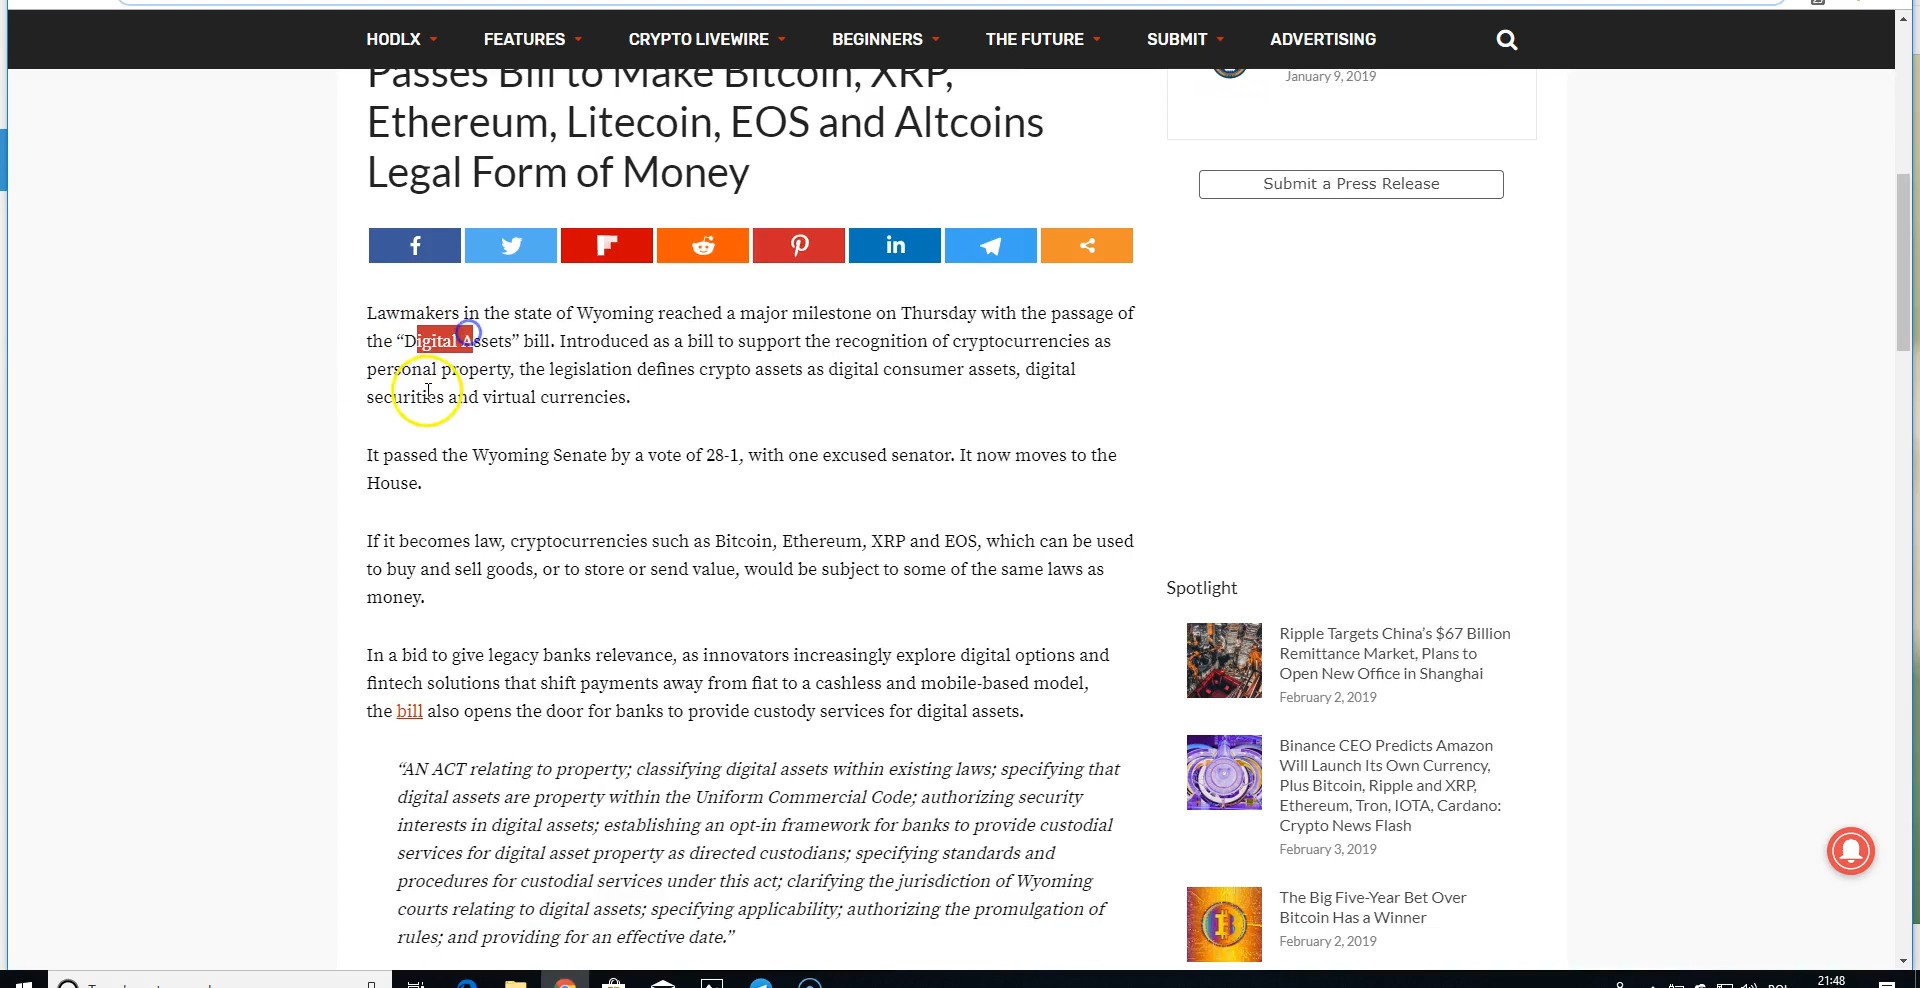 HODLX FEATURES CRYPTO LIVEWIRE BEGINNERS THE FUTURE SUBMIT ADVERTISING
Passes Bill to Make Bitcoin, XRP,
Ethereum, Litecoin, EOS and Altcoins
Legal Form of Money
Lawmakers in the state of Wyoming reached a major milestone on Thursday with the passage of
the “Digital Assets” bill. Introduced as a bill to support the recognition of cryptocurrencies as
personal property, the legislation defines crypto assets as digital consumer assets, digital
securities and virtual currencies.
It passed the Wyoming Senate by a vote of 28-1, with one excused senator. It now moves to the
House.
If it becomes law, cryptocurrencies such as Bitcoin, Ethereum, XRP and EOS, which can be used
to buy and sell goods, or to store or send value, would be subject to some of the same laws as
money.
In a bid to give legacy banks relevance, as innovators increasingly explore digital options and
fintech solutions that shift payments away from fiat to a cashless and mobile-based model,
the bill also opens the door for banks to provide custody services for digital assets.
“AN ACT relating to property; classifying digital assets within existing laws; specifying that
digital assets are property within the Uniform Commercial Code; authorizing security
interests in digital assets; establishing an opt-in framework for banks to provide custodial
services for digital asset property as directed custodians; specifying standards and
procedures for custodial services under this act; clarifying the jurisdiction of Wyoming
courts relating to digital assets; specifying applicability; authorizing the promulgation of
rules; and providing for an effective date.”
January 9, 2019
Submit a Press Release
Spotlight
Ripple Targets China’s $67 Billion
Remittance Market, Plans to
Open New Office in Shanghai
February 2, 2019
Binance CEO Predicts Amazon
Will Launch Its Own Currency,
Plus Bitcoin, Ripple and XRP,
Ethereum, Tron, IOTA, Cardano:
Crypto News Flash
February 3, 2019
The Big Five-Year Bet Over
Bitcoin Has a Winner
February 2, 2019
21:48